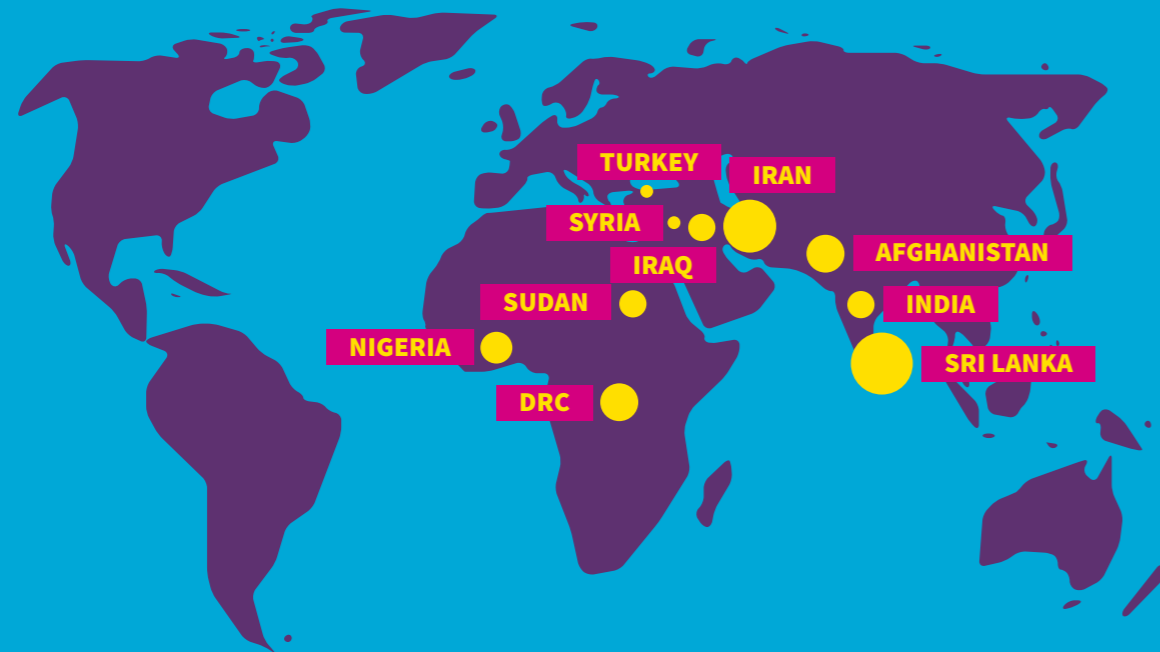 TURKEY
IRAN
SYRIA
AFGHANISTAN
IRAQ
SUDAN
INDIA
NIGERIA
SRI LANKA
DRC